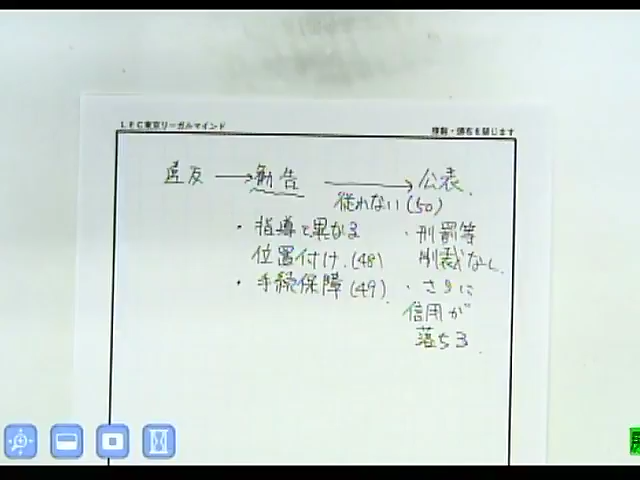 LEC東京リーガルマインド
複製・頒布を禁じます
違反 → 勧告 → 公表.
従わない(50)
・指導と異なる
位置付け.(48)
・手続保障(49)
・刑罰等
制裁なし.
・さらに
信用が
落ちる.